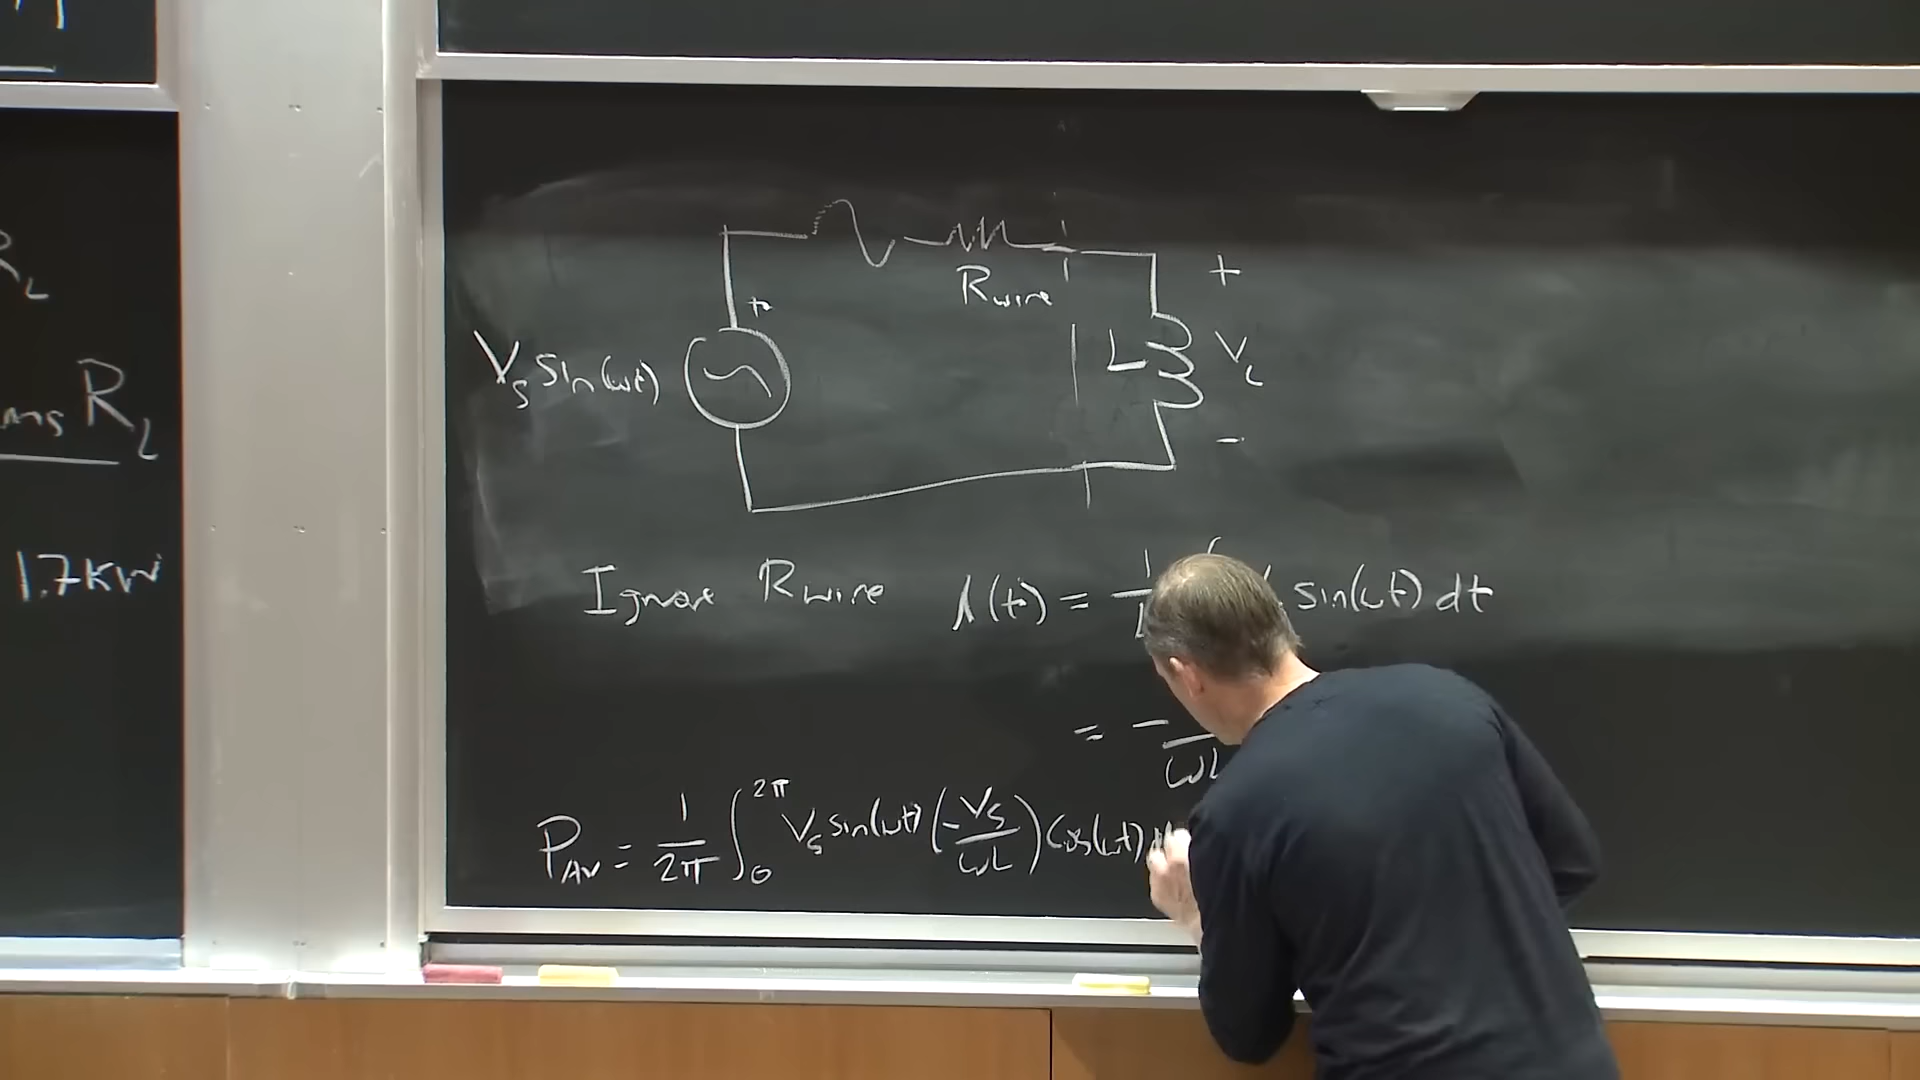 R_L
R_L
1.7KW
R_wire
+
+
V_s sin(ωt)
L
V_L
-
Ignore R_wire
i(t) = 1 sin(ωt) dt
= - ωL
P_AV = 1/2π ∫_0^2π V_s sin(ωt) (-V_s/ωL) cos(ωt)